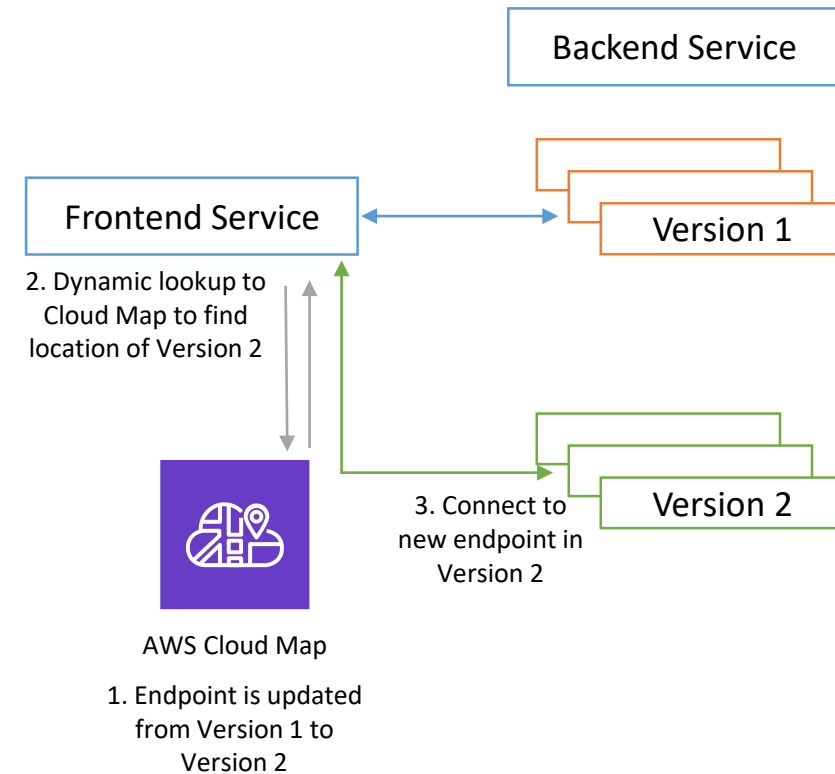 Backend Service
Frontend Service
Version 1
2. Dynamic lookup to
Cloud Map to find
location of Version 2
Version 2
3. Connect to
new endpoint in
Version 2
AWS Cloud Map
1. Endpoint is updated
from Version 1 to
Version 2